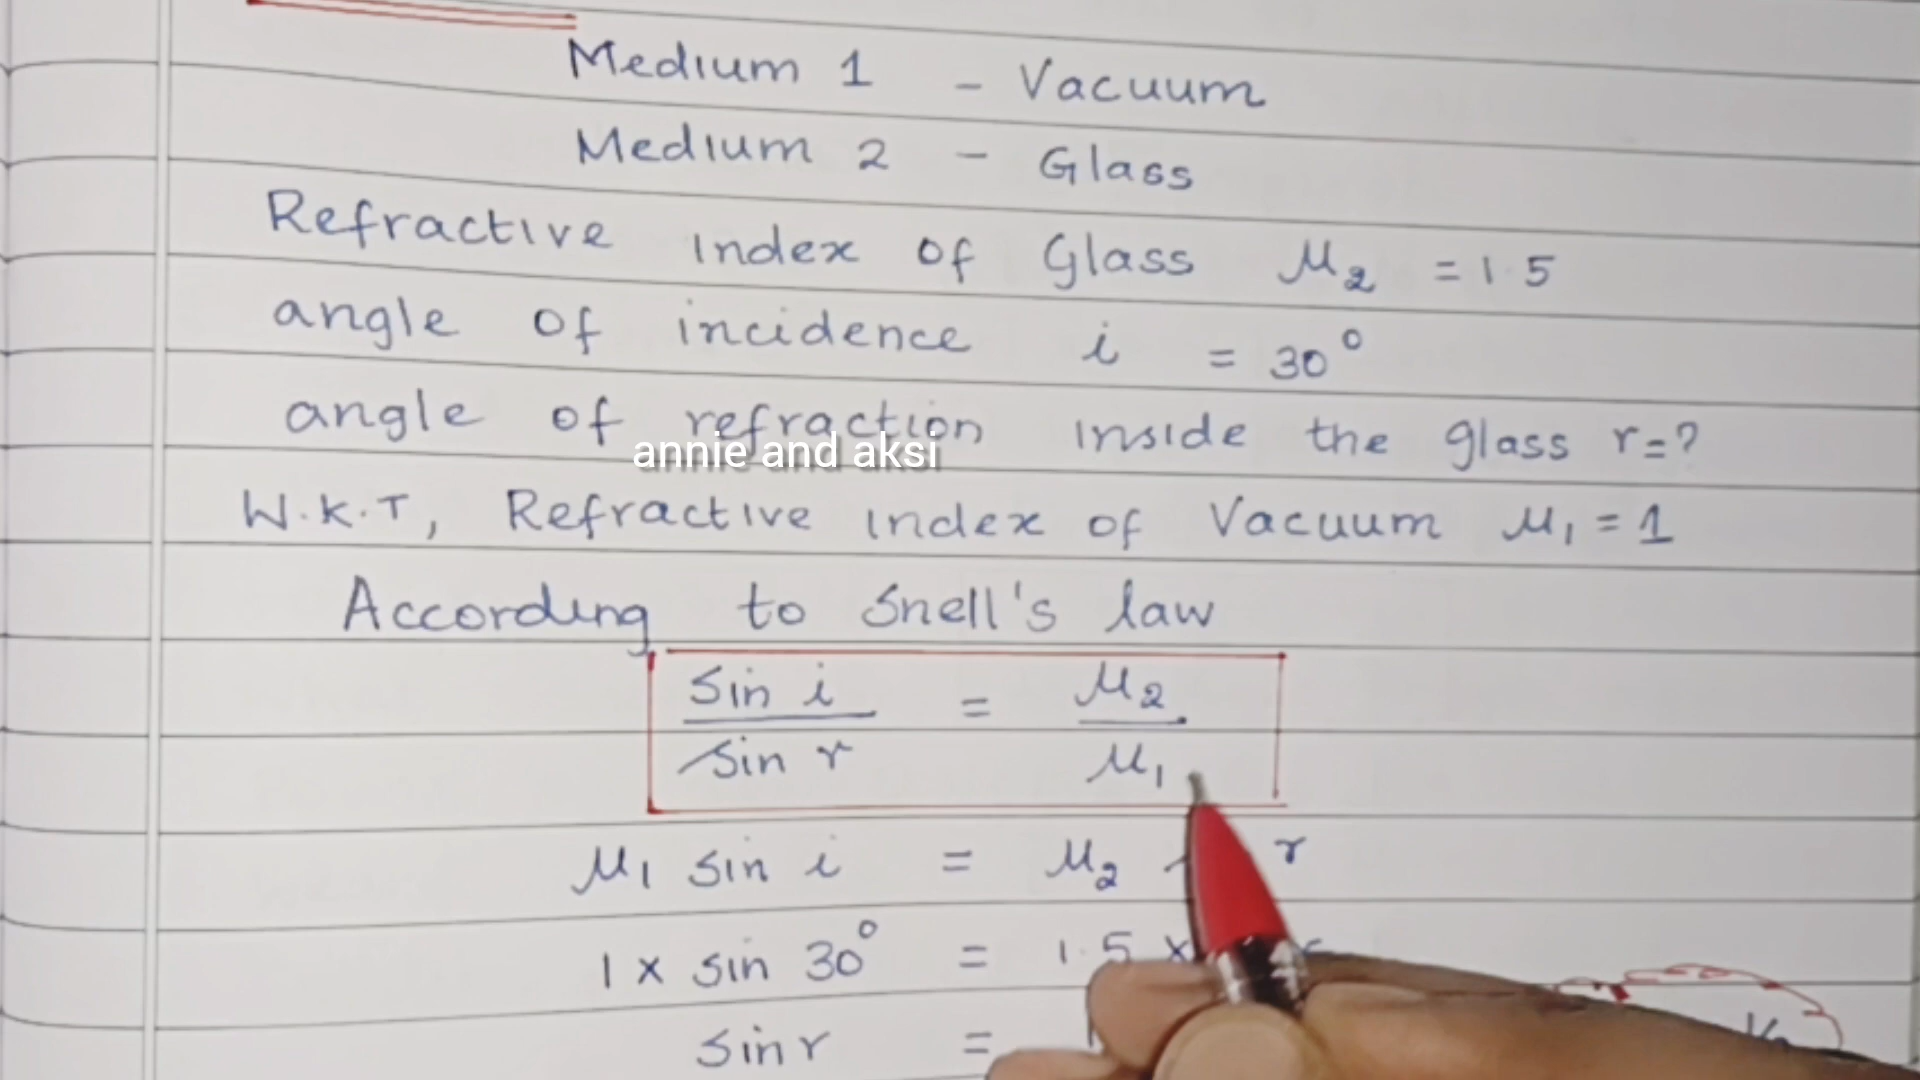 Medium 1 - Vacuum
Medium 2 - Glass
Refractive index of Glass μ₂ = 1.5
angle of incidence i = 30°
angle of refraction inside the glass r = ?
annie and aksi
W.K.T, Refractive index of Vacuum μ₁ = 1
According to Snell's law
sin i / sin r = μ₂ / μ₁
μ₁ sin i = μ₂ r
1 x sin 30° = 1.5 x
sin r =